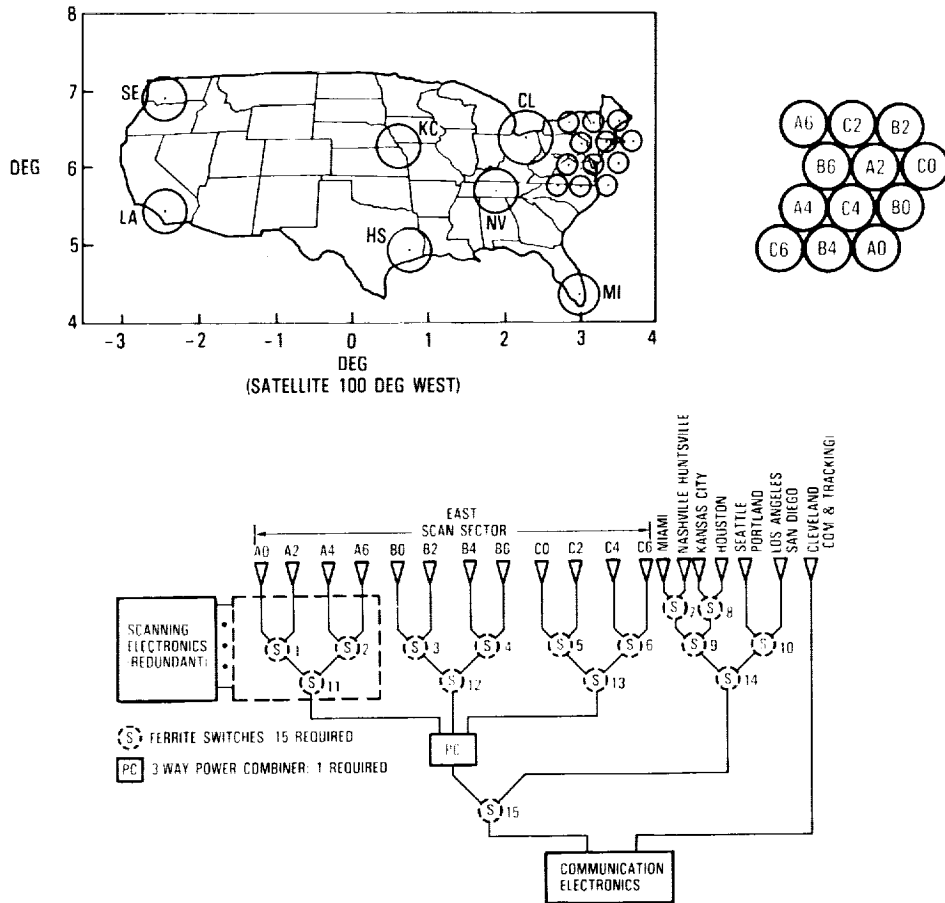 8
7
6
5
4
DEG
SE
LA
KC
CL
HS
NV
MI
-3 -2 -1 0 1 2 3 4
DEG
(SATELLITE 100 DEG WEST)
A6 C2 B2
B6 A2 C0
A4 C4 B0
C6 B4 A0
EAST
SCAN SECTOR
A0 A2 A4 A6 B0 B2 B4 B6 C0 C2 C4 C6
MIAMI
NASHVILLE HUNTSVILLE
KANSAS CITY
HOUSTON
SEATTLE
PORTLAND
LOS ANGELES
SAN DIEGO
CLEVELAND
COM & TRACKING)
SCANNING
ELECTRONICS
REDUNDANT)
S 1 S 2 S 3 S 4 S 5 S 6 S 7 S 8
S 9 S 10
S 11 S 12 S 13 S 14
S FERRITE SWITCHES 15 REQUIRED
PC
PC 3 WAY POWER COMBINER: 1 REQUIRED
S 15
COMMUNICATION
ELECTRONICS